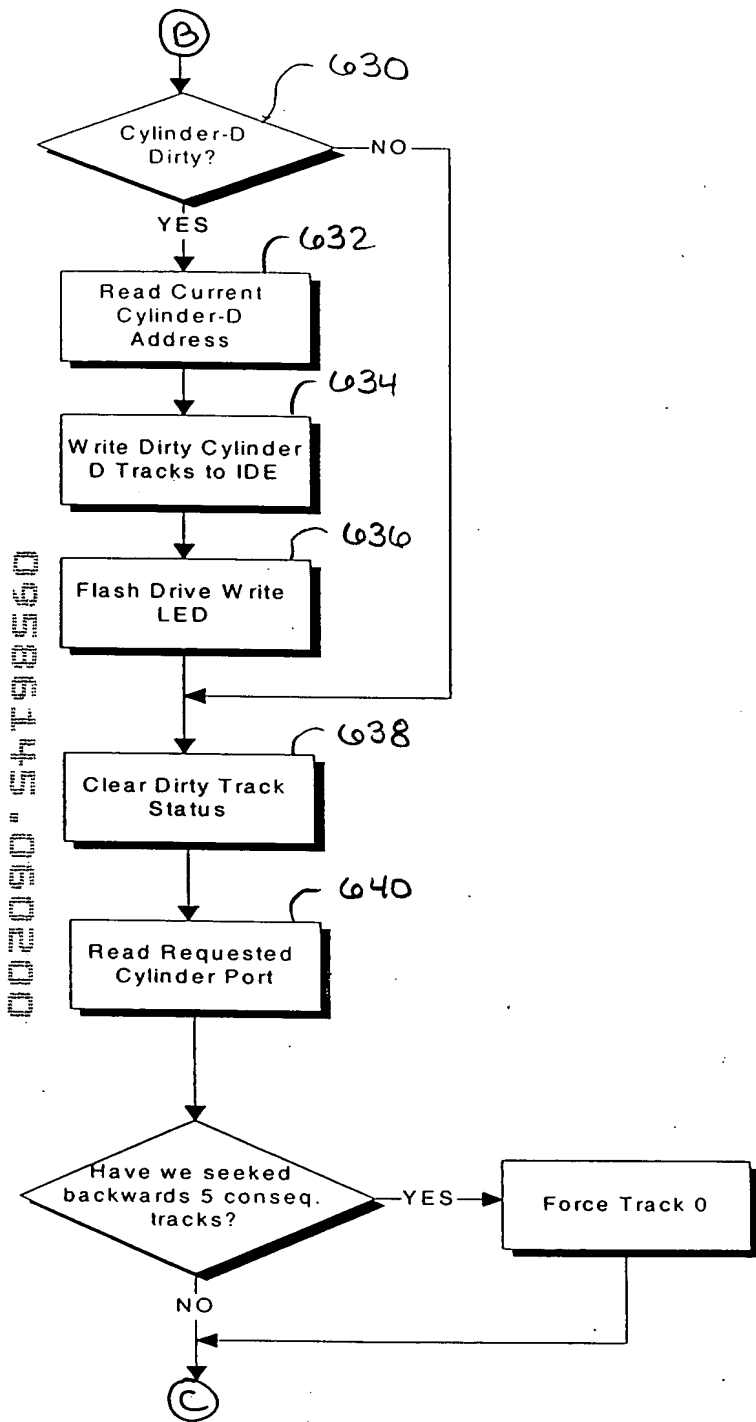 B
630
Cylinder-D
Dirty?
NO
YES
632
Read Current
Cylinder-D
Address
634
Write Dirty Cylinder
D Tracks to IDE
636
Flash Drive Write
LED
638
Clear Dirty Track
Status
640
Read Requested
Cylinder Port
Have we seeked
backwards 5 conseq.
tracks?
YES
Force Track 0
NO
C
09586145.060200